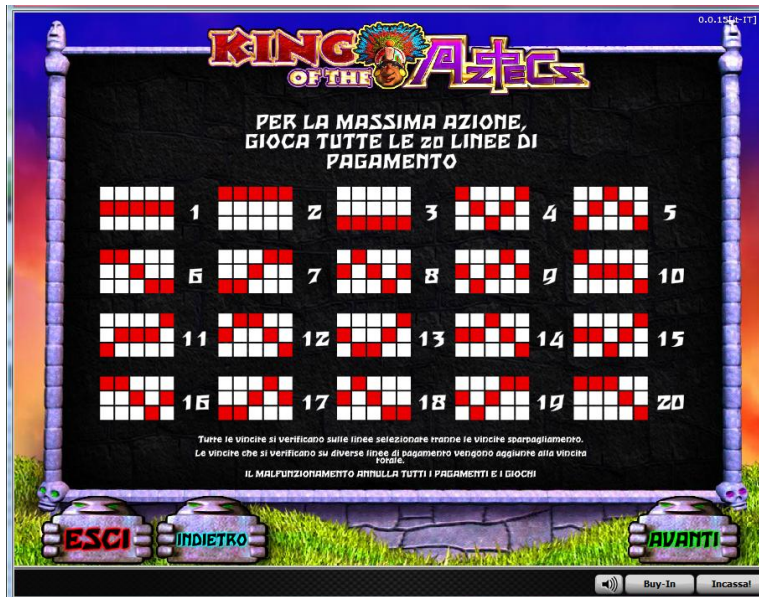 0.0.15[it-IT]
KING
OF THE
AZTECS
PER LA MASSIMA AZIONE,
GIOCA TUTTE LE 20 LINEE DI
PAGAMENTO
1 2 3 4 5
6 7 8 9 10
11 12 13 14 15
16 17 18 19 20
Tutte le vincite si verificano sulle linee selezionate tranne le vincite sparpagliamento.
Le vincite che si verificano su diverse linee di pagamento vengono aggiunte alla vincita
totale.
IL MALFUNZIONAMENTO ANNULLA TUTTI I PAGAMENTI E I GIOCHI
ESCI INDIETRO AVANTI
Buy-In Incassa!